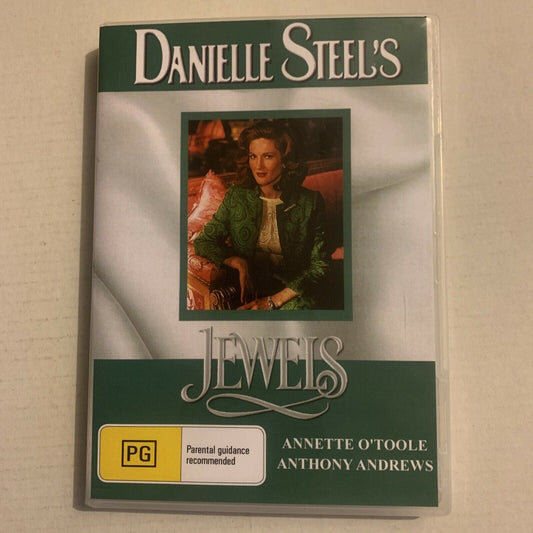 DANIELLE STEEL'S
JEWELS
PG
Parental guidance
recommended
ANNETTE O'TOOLE
ANTHONY ANDREWS